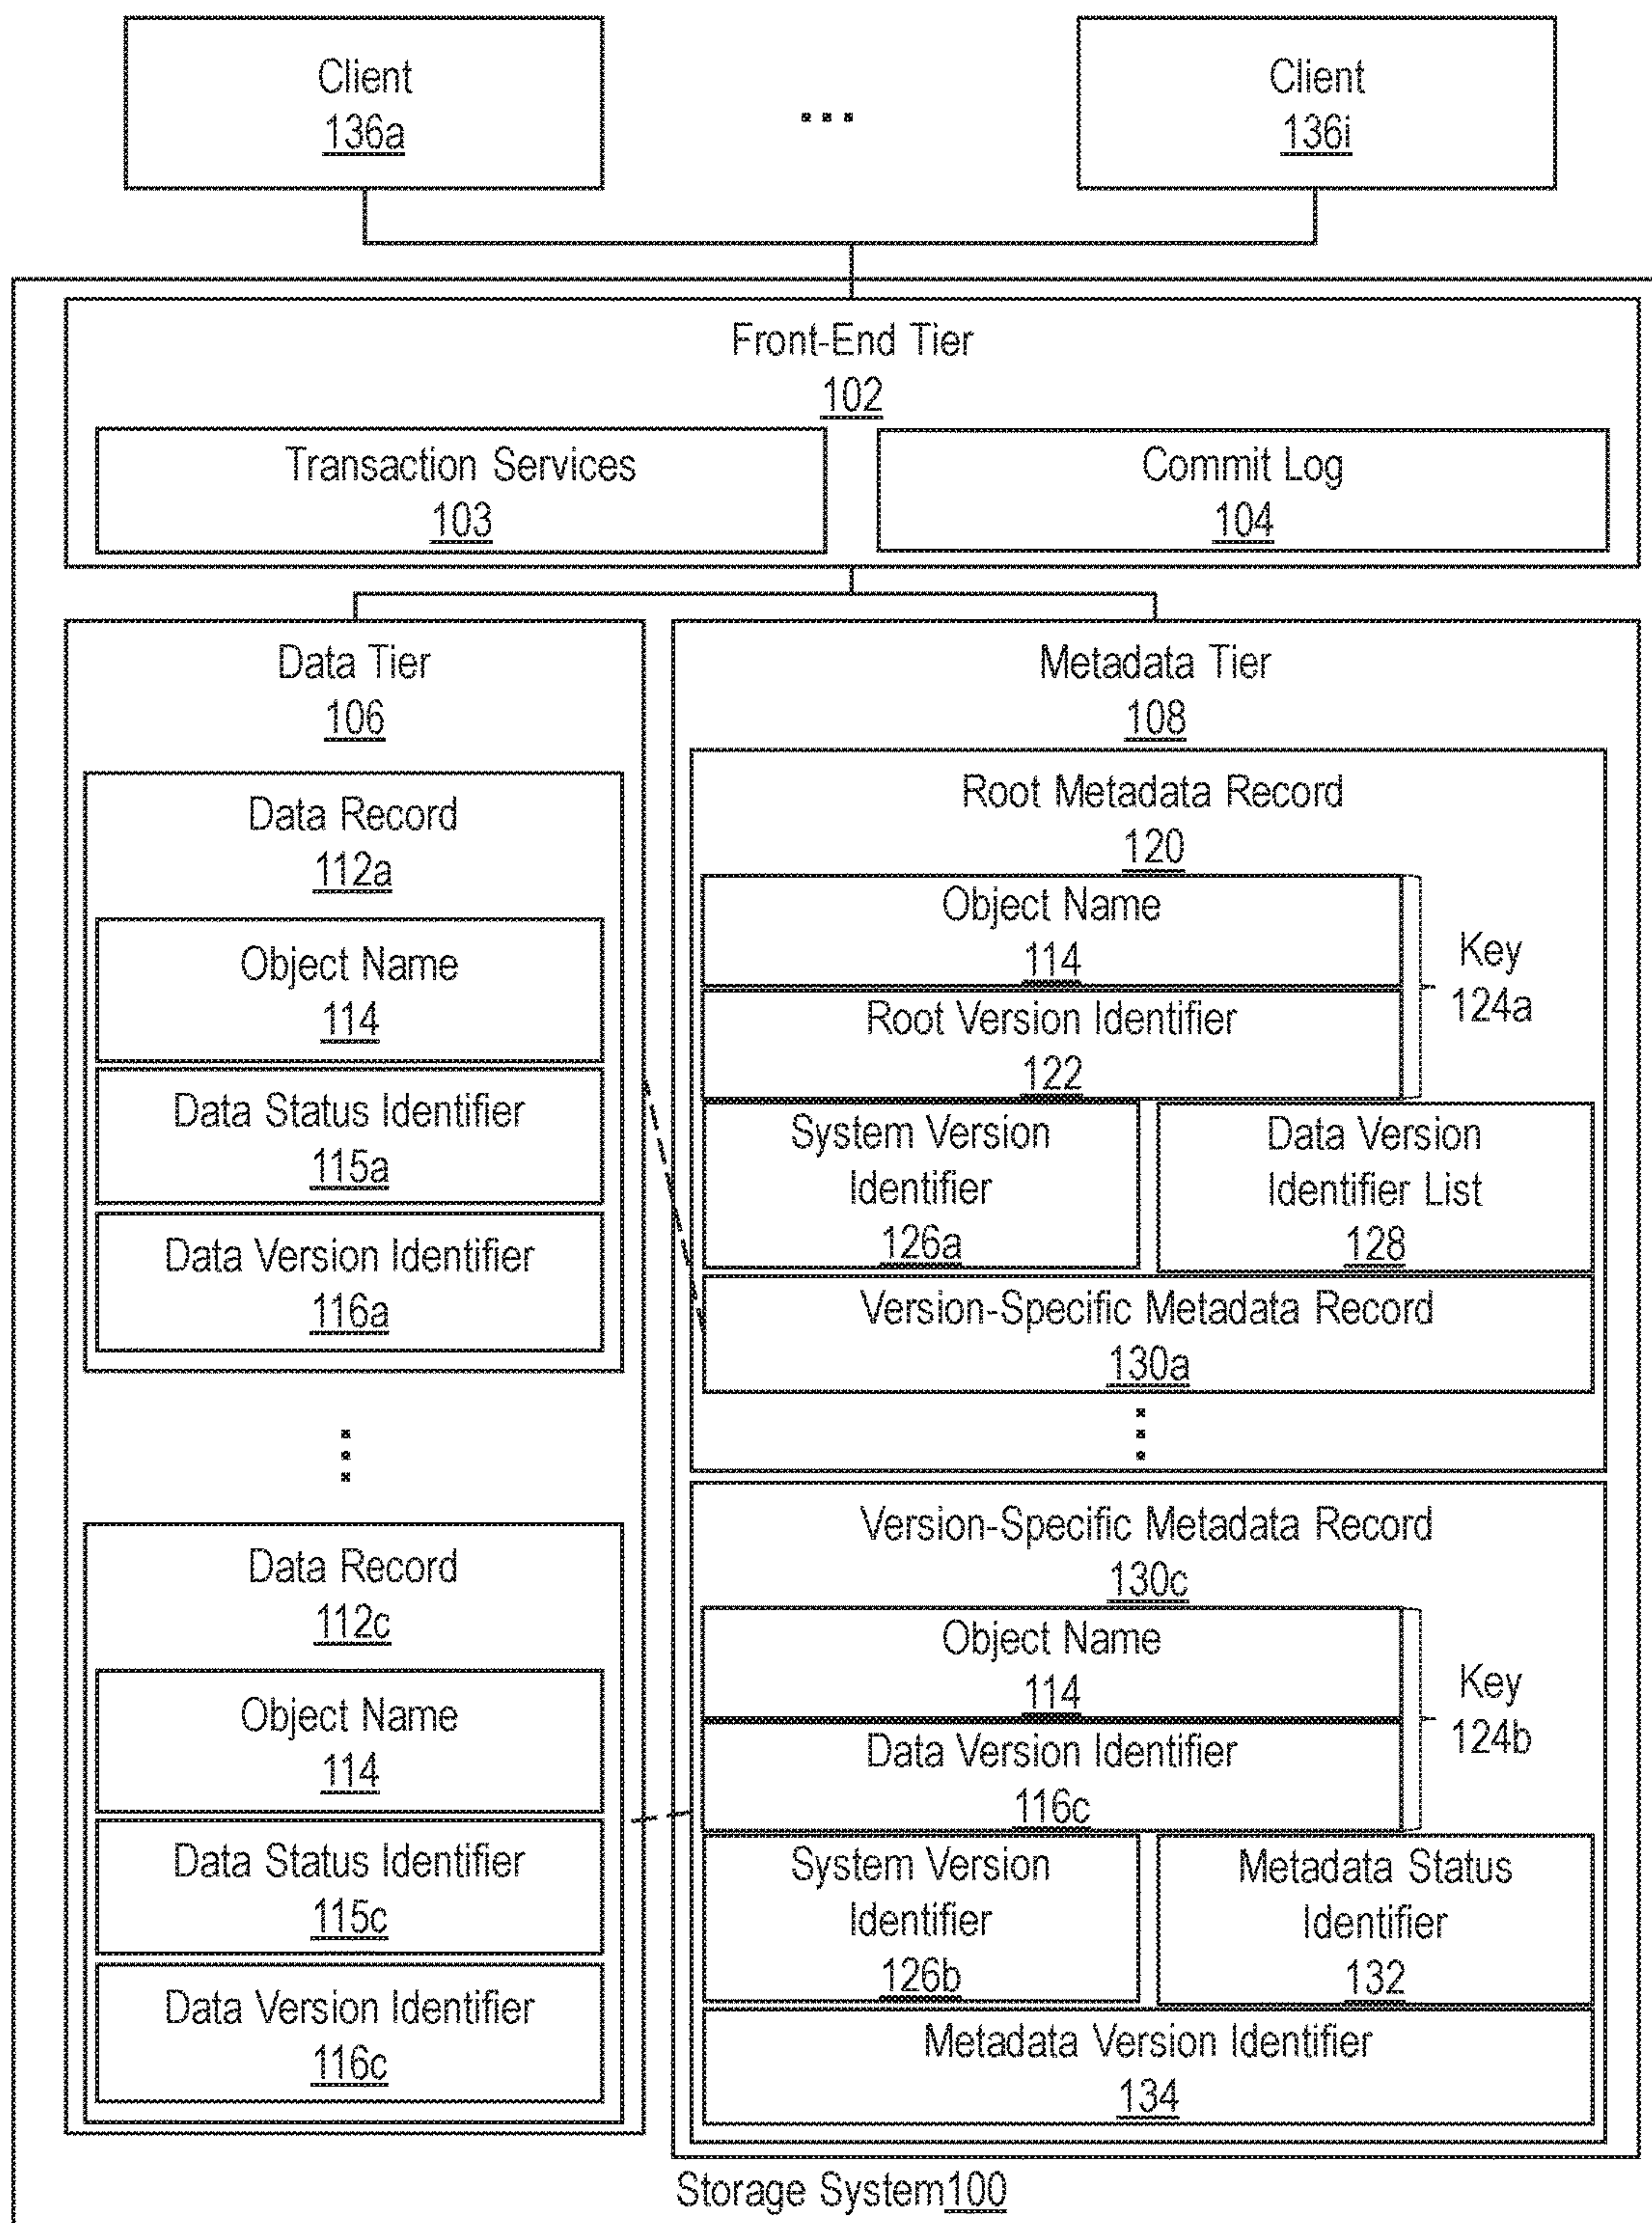 Client
136a
...
Client
136i
Front-End Tier
102
Transaction Services
103
Commit Log
104
Data Tier
106
Data Record
112a
Object Name
114
Data Status Identifier
115a
Data Version Identifier
116a
Data Record
112c
Object Name
114
Data Status Identifier
115c
Data Version Identifier
116c
Metadata Tier
108
Root Metadata Record
120
Object Name
114
Root Version Identifier
122
Key
124a
System Version
Identifier
126a
Data Version
Identifier List
128
Version-Specific Metadata Record
130a
Version-Specific Metadata Record
130c
Object Name
114
Data Version Identifier
116c
Key
124b
System Version
Identifier
126b
Metadata Status
Identifier
132
Metadata Version Identifier
134
Storage System100